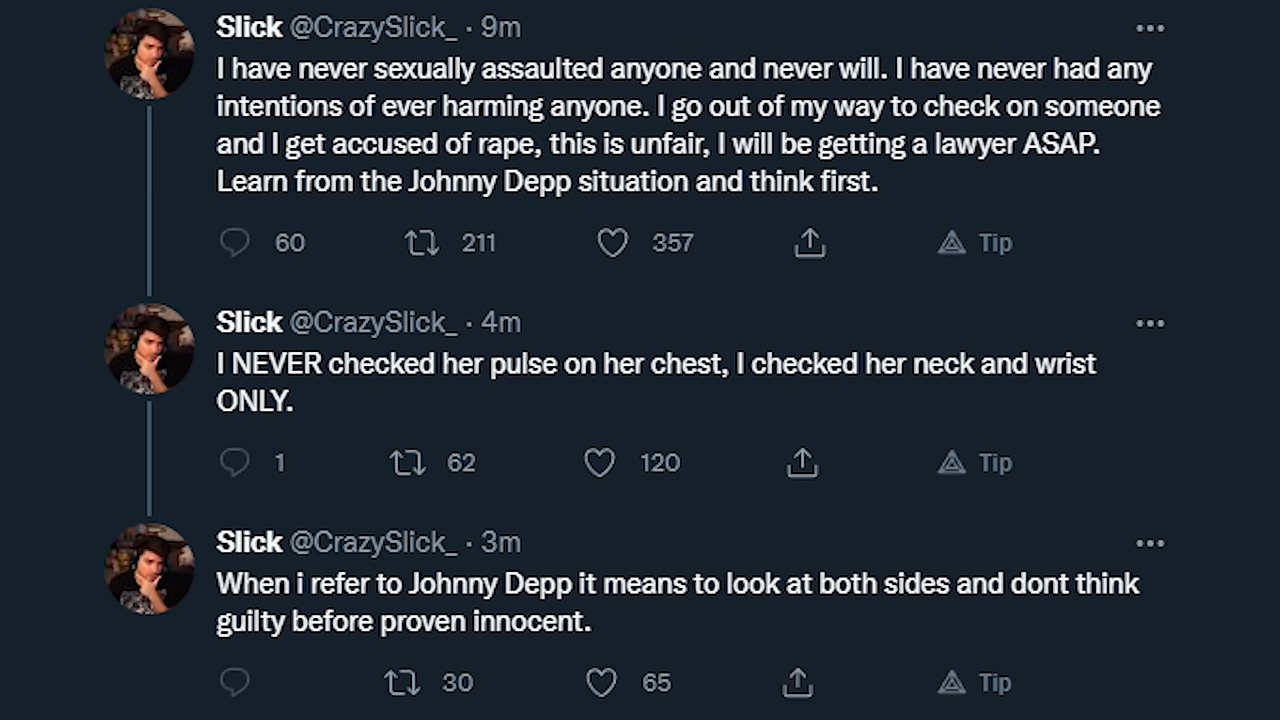 Slick @CrazySlick_ · 9m
I have never sexually assaulted anyone and never will. I have never had any
intentions of ever harming anyone. I go out of my way to check on someone
and I get accused of rape, this is unfair, I will be getting a lawyer ASAP.
Learn from the Johnny Depp situation and think first.
60 211 357 Tip
Slick @CrazySlick_ · 4m
I NEVER checked her pulse on her chest, I checked her neck and wrist
ONLY.
1 62 120 Tip
Slick @CrazySlick_ · 3m
When i refer to Johnny Depp it means to look at both sides and dont think
guilty before proven innocent.
30 65 Tip